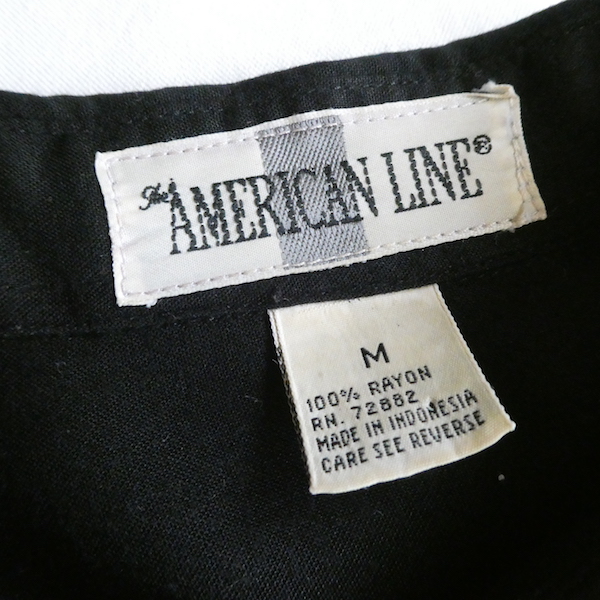 The AMERICAN LINE®
M
100% RAYON
RN. 72882
MADE IN INDONESIA
CARE SEE REVERSE